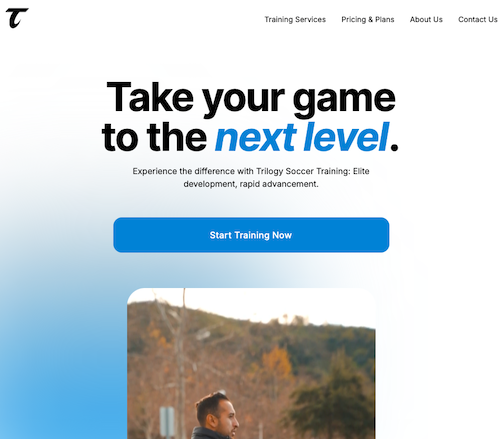 Training Services
Pricing & Plans
About Us
Contact Us
Take your game
to the next level.
Experience the difference with Trilogy Soccer Training: Elite
development, rapid advancement.
Start Training Now